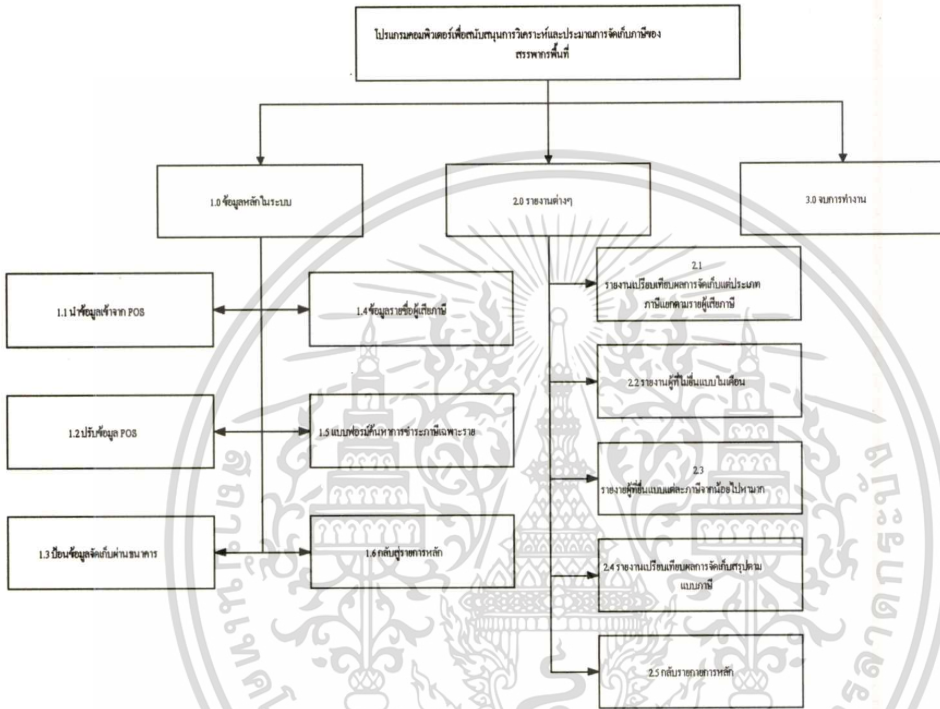 โปรแกรมคอมพิวเตอร์เพื่อสนับสนุนการวิเคราะห์และประมาณการจัดเก็บภาษีของ
สรรพากรพื้นที่
1.0 ข้อมูลหลักในระบบ
2.0 รายงานต่างๆ
3.0 จบการทำงาน
1.1 นำข้อมูลเข้าจาก POS
1.4 ข้อมูลรายชื่อผู้เสียภาษี
2.1
รายงานเปรียบเทียบผลการจัดเก็บแต่ประเภท
ภาษีแยกตามรายผู้เสียภาษี
1.2 ปรับข้อมูล POS
1.5 แบบฟอรม์ค้นหาการชำระภาษีเฉพาะราย
2.2 รายงานผู้ที่ไม่ยื่นแบบในเดือน
2.3
รายงายผู้ที่ยื่นแบบแต่ละภาษีจากน้อยไปหามาก
1.3 ป้อนข้อมูลจัดเก็บผ่านธนาคาร
1.6 กลับสู่รายการหลัก
2.4 รายงานเปรียบเทียบผลการจัดเก็บสรุปตาม
แบบภาษี
2.5 กลับรายกายการหลัก